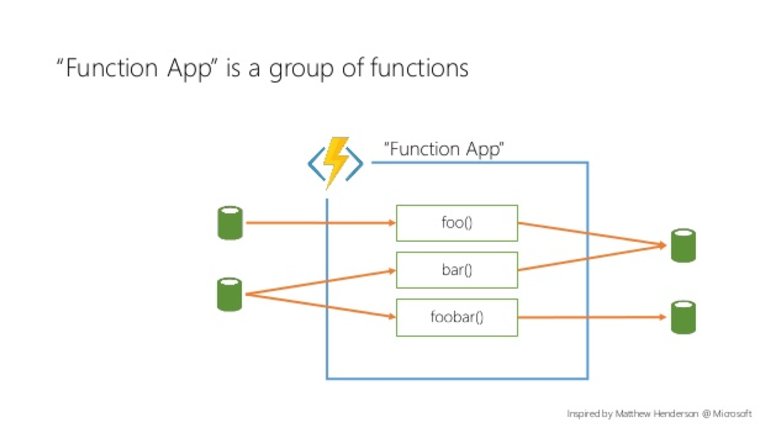 “Function App” is a group of functions
“Function App”
foo()
bar()
foobar()
Inspired by Matthew Henderson @ Microsoft